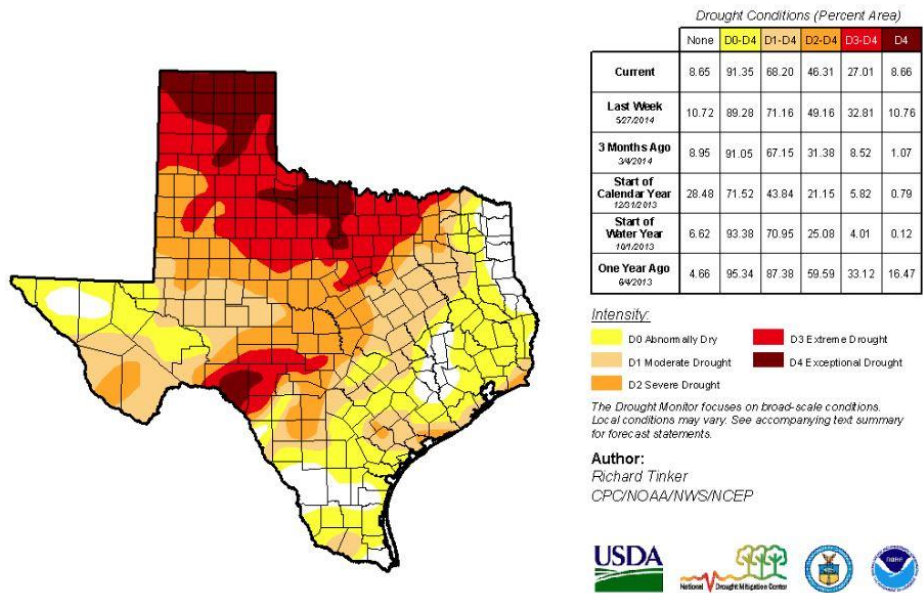 Drought Conditions (Percent Area)
None D0-D4 D1-D4 D2-D4 D3-D4 D4
Current 8.65 91.35 68.20 46.31 27.01 8.66
Last Week
5/27/2014 10.72 89.28 71.16 49.16 32.81 10.76
3 Months Ago
3/4/2014 8.95 91.05 67.15 31.38 8.52 1.07
Start of
Calendar Year
12/31/2013 28.48 71.52 43.84 21.15 5.82 0.79
Start of
Water Year
10/1/2013 6.62 93.38 70.95 25.08 4.01 0.12
One Year Ago
6/4/2013 4.66 95.34 87.38 59.59 33.12 16.47
Intensity:
D0 Abnormally Dry
D1 Moderate Drought
D2 Severe Drought
D3 Extreme Drought
D4 Exceptional Drought
The Drought Monitor focuses on broad-scale conditions.
Local conditions may vary. See accompanying text summary
for forecast statements.
Author:
Richard Tinker
CPC/NOAA/NWS/NCEP
USDA
National Drought Mitigation Center